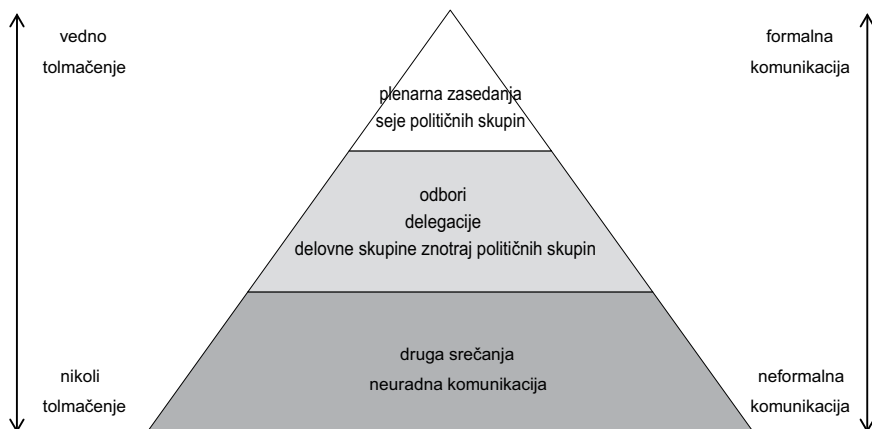 vedno
tolmačenje
formalna
komunikacija
plenarna zasedanja
seje političnih skupin
odbori
delegacije
delovne skupine znotraj političnih skupin
druga srečanja
neuradna komunikacija
nikoli
tolmačenje
neformalna
komunikacija